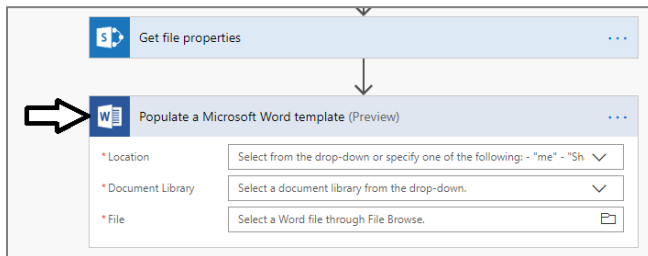 Get file properties
Populate a Microsoft Word template (Preview)
* Location
Select from the drop-down or specify one of the following: - "me" - "Sh
* Document Library
Select a document library from the drop-down.
* File
Select a Word file through File Browse.